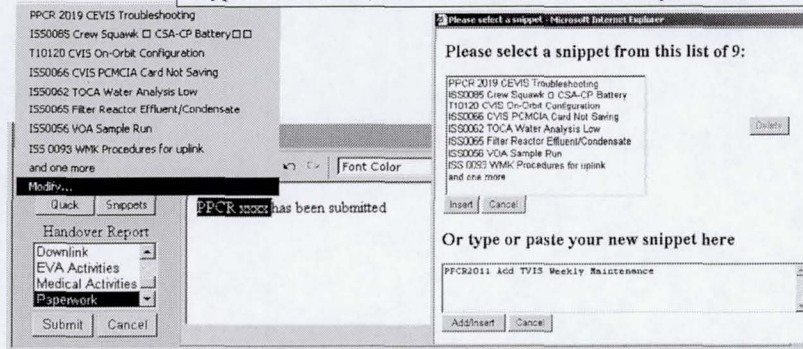 PPCR 2019 CEVIS Troubleshooting
ISS0085 Crew Squawk □ CSA-CP Battery□□
T10120 CVIS On-Orbit Configuration
ISS0066 CVIS PCMCIA Card Not Saving
ISS0062 TOCA Water Analysis Low
ISS0065 Filter Reactor Effluent/Condensate
ISS0056 VOA Sample Run
ISS 0093 WMK Procedures for uplink
and one more
Modify...
Quick Snippets
Handover Report
Downlink
EVA Activities
Medical Activities
Paperwork
Submit Cancel
Font Color
PPCR xxxx has been submitted
Please select a snippet - Microsoft Internet Explorer
Please select a snippet from this list of 9:
PPCR 2019 CEVIS Troubleshooting
ISS0085 Crew Squawk □ CSA-CP Battery
T10120 CVIS On-Orbit Configuration
ISS0066 CVIS PCMCIA Card Not Saving
ISS0062 TOCA Water Analysis Low
ISS0065 Filter Reactor Effluent/Condensate
ISS0056 VOA Sample Run
ISS 0093 WMK Procedures for uplink
and one more
Delete
Insert Cancel
Or type or paste your new snippet here
PPCR2011 Add TVIS Weekly Maintenance
Add/Insert Cancel